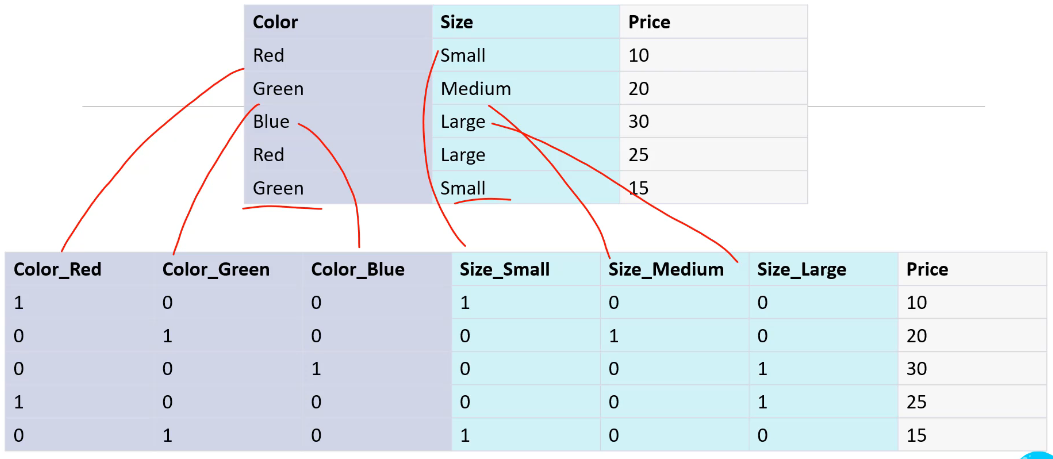 Color Size Price
Red Small 10
Green Medium 20
Blue Large 30
Red Large 25
Green Small 15
Color_Red Color_Green Color_Blue Size_Small Size_Medium Size_Large Price
1 0 0 1 0 0 10
0 1 0 0 1 0 20
0 0 1 0 0 1 30
1 0 0 0 0 1 25
0 1 0 1 0 0 15